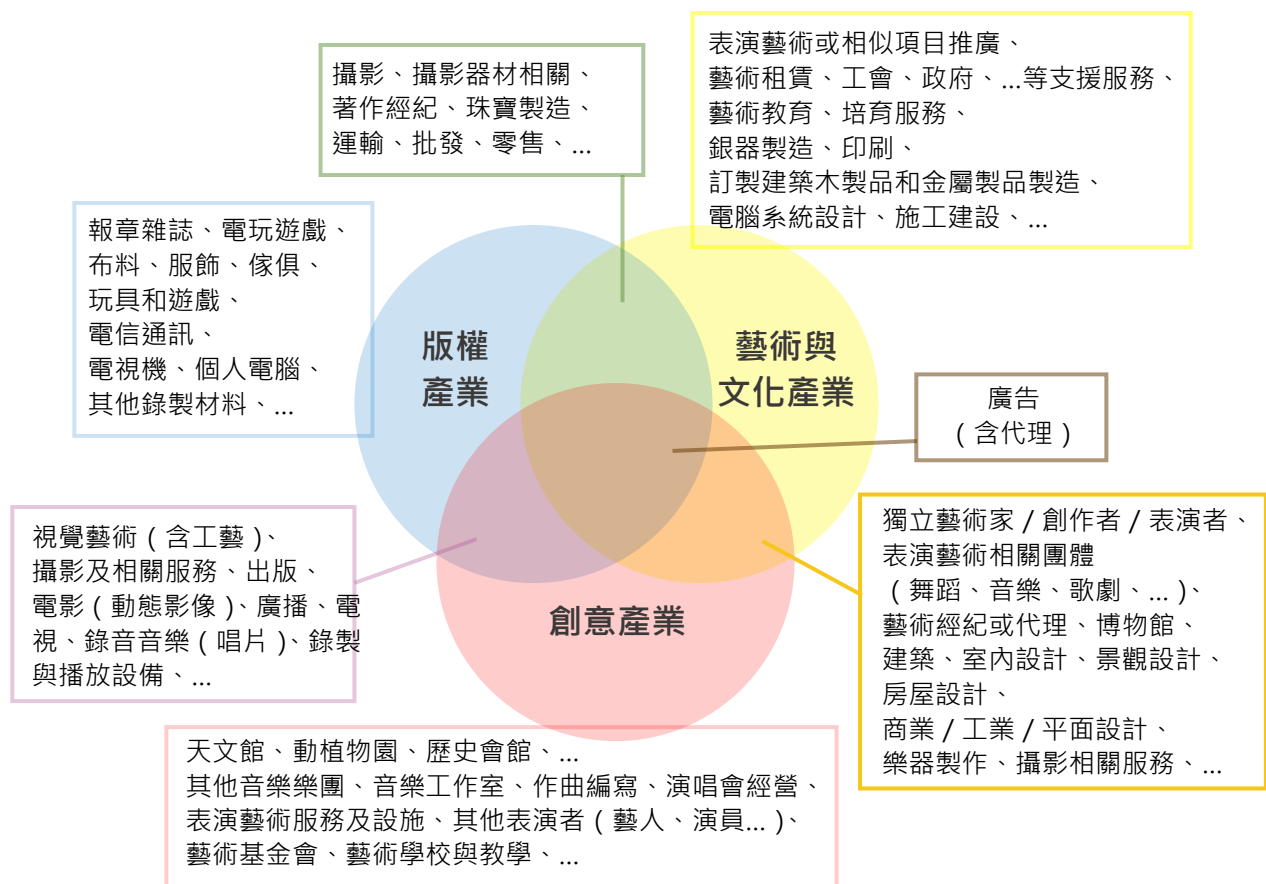 攝影、攝影器材相關、
著作經紀、珠寶製造、
運輸、批發、零售、...
表演藝術或相似項目推廣、
藝術租賃、工會、政府、...等支援服務、
藝術教育、培育服務、
銀器製造、印刷、
訂製建築木製品和金屬製品製造、
電腦系統設計、施工建設、...
報章雜誌、電玩遊戲、
布料、服飾、傢俱、
玩具和遊戲、
電信通訊、
電視機、個人電腦、
其他錄製材料、...
版權
產業
藝術與
文化產業
廣告
( 含代理 )
視覺藝術 ( 含工藝 )、
攝影及相關服務、出版、
電影 ( 動態影像 )、廣播、電
視、錄音音樂 ( 唱片 )、錄製
與播放設備、...
創意產業
獨立藝術家 / 創作者 / 表演者、
表演藝術相關團體
( 舞蹈、音樂、歌劇、... )、
藝術經紀或代理、博物館、
建築、室內設計、景觀設計、
房屋設計、
商業 / 工業 / 平面設計、
樂器製作、攝影相關服務、...
天文館、動植物園、歷史會館、...
其他音樂樂團、音樂工作室、作曲編寫、演唱會經營、
表演藝術服務及設施、其他表演者 ( 藝人、演員... )、
藝術基金會、藝術學校與教學、...